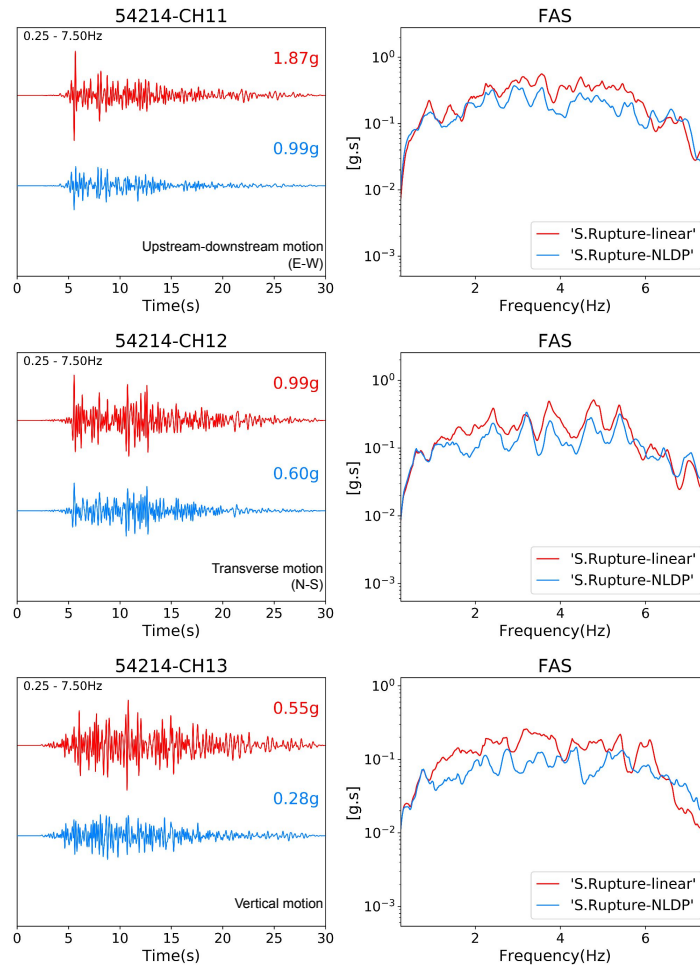 54214-CH11
FAS
0.25 - 7.50Hz
1.87g
0.99g
Upstream-downstream motion
(E-W)
0 5 10 15 20 25 30
Time(s)
10^0
10^-1
10^-2
10^-3
[g.s]
'S.Rupture-linear'
'S.Rupture-NLDP'
2 4 6
Frequency(Hz)
54214-CH12
FAS
0.25 - 7.50Hz
0.99g
0.60g
Transverse motion
(N-S)
0 5 10 15 20 25 30
Time(s)
10^0
10^-1
10^-2
10^-3
[g.s]
'S.Rupture-linear'
'S.Rupture-NLDP'
2 4 6
Frequency(Hz)
54214-CH13
FAS
0.25 - 7.50Hz
0.55g
0.28g
Vertical motion
0 5 10 15 20 25 30
Time(s)
10^0
10^-1
10^-2
10^-3
[g.s]
'S.Rupture-linear'
'S.Rupture-NLDP'
2 4 6
Frequency(Hz)